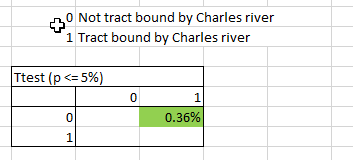 0 Not tract bound by Charles river
1 Tract bound by Charles river
Ttest (p <= 5%)
0 1
0 0.36%
1